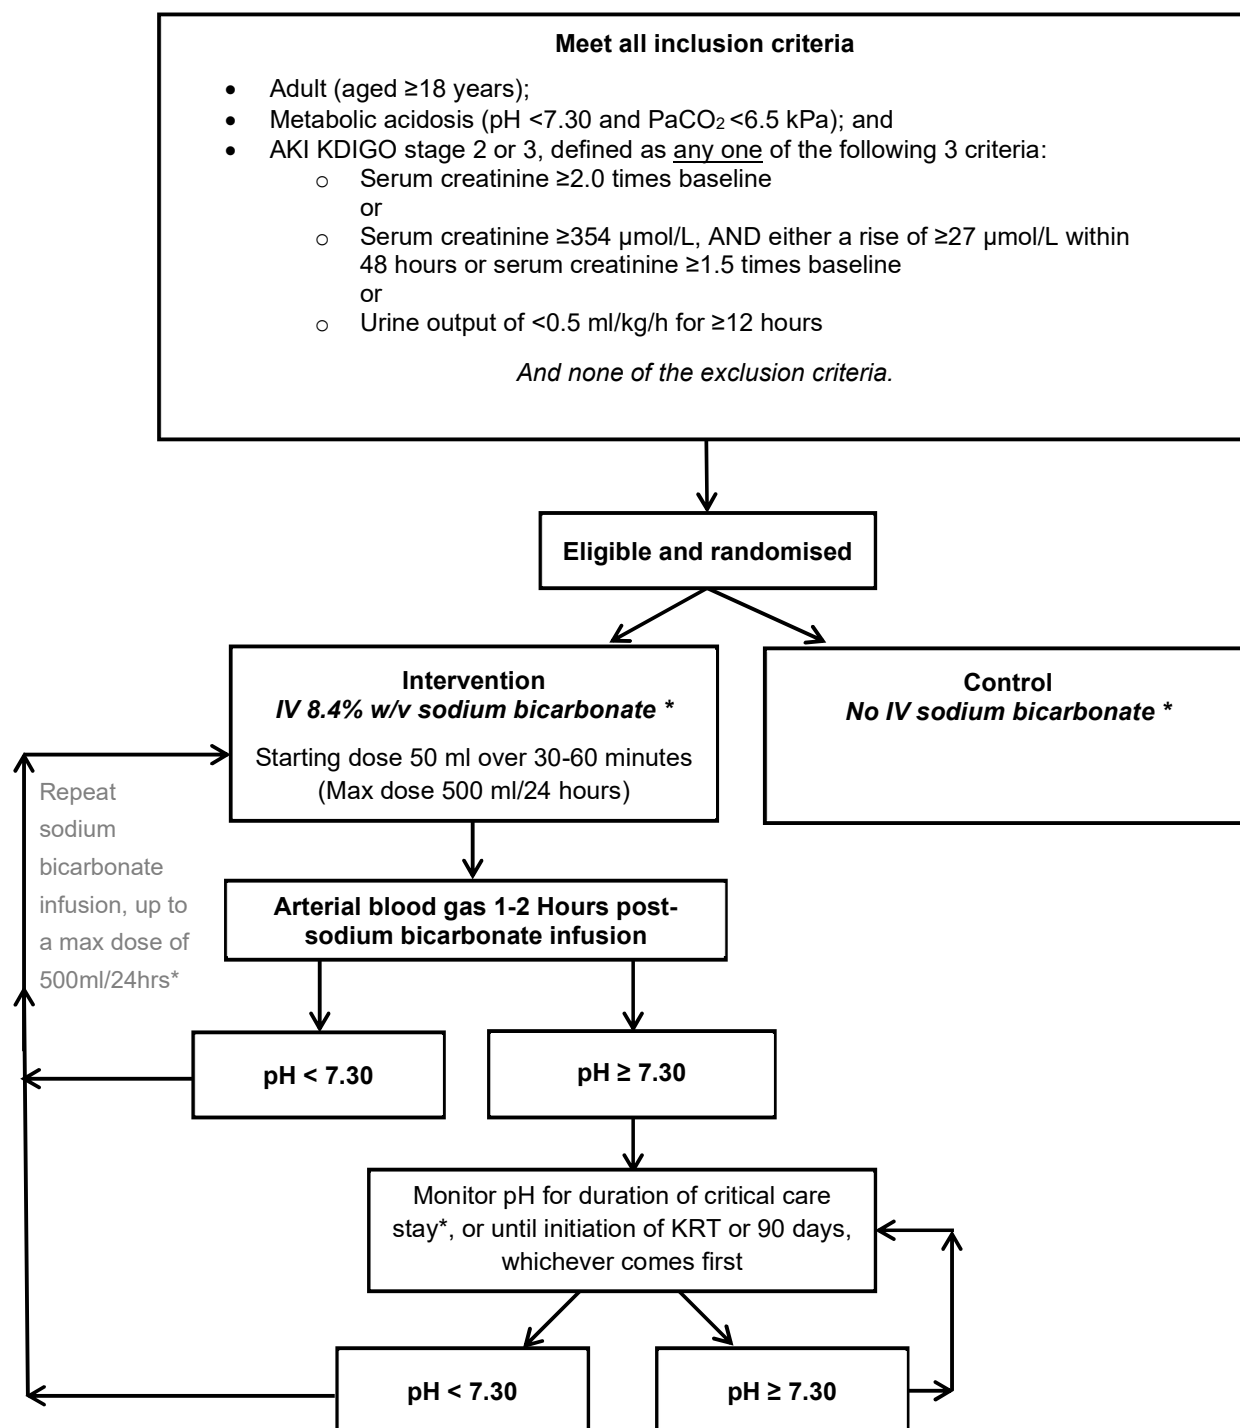 Meet all inclusion criteria
• Adult (aged ≥18 years);
• Metabolic acidosis (pH <7.30 and PaCO₂ <6.5 kPa); and
• AKI KDIGO stage 2 or 3, defined as any one of the following 3 criteria:
o Serum creatinine ≥2.0 times baseline
or
o Serum creatinine ≥354 μmol/L, AND either a rise of ≥27 μmol/L within
48 hours or serum creatinine ≥1.5 times baseline
or
o Urine output of <0.5 ml/kg/h for ≥12 hours
And none of the exclusion criteria.
Eligible and randomised
Intervention
IV 8.4% w/v sodium bicarbonate *
Starting dose 50 ml over 30-60 minutes
(Max dose 500 ml/24 hours)
Control
No IV sodium bicarbonate *
Repeat
sodium
bicarbonate
infusion, up to
a max dose of
500ml/24hrs*
Arterial blood gas 1-2 Hours post-
sodium bicarbonate infusion
pH < 7.30
pH ≥ 7.30
Monitor pH for duration of critical care
stay*, or until initiation of KRT or 90 days,
whichever comes first
pH < 7.30
pH ≥ 7.30